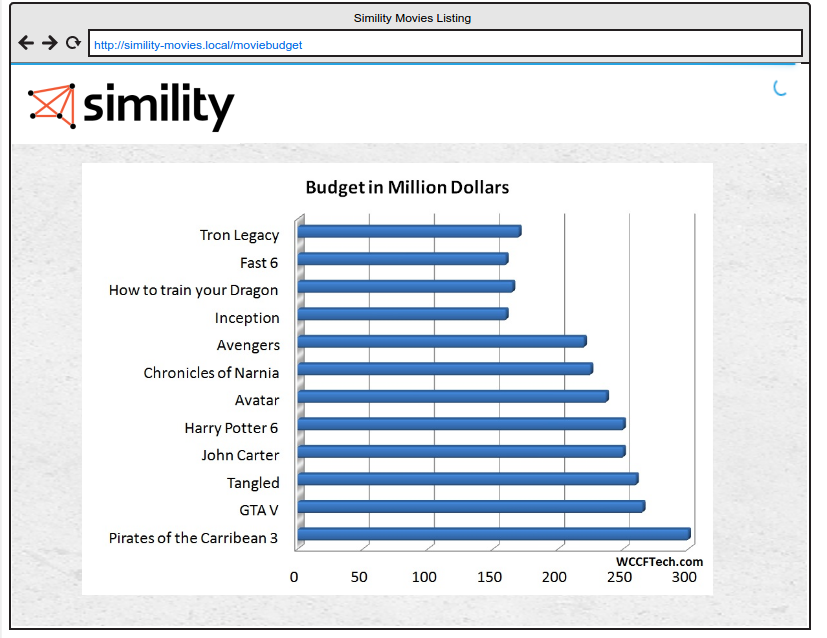 Simility Movies Listing
http://simility-movies.local/moviebudget
simility
Budget in Million Dollars
Tron Legacy
Fast 6
How to train your Dragon
Inception
Avengers
Chronicles of Narnia
Avatar
Harry Potter 6
John Carter
Tangled
GTA V
Pirates of the Carribean 3
WCCFTech.com
0 50 100 150 200 250 300